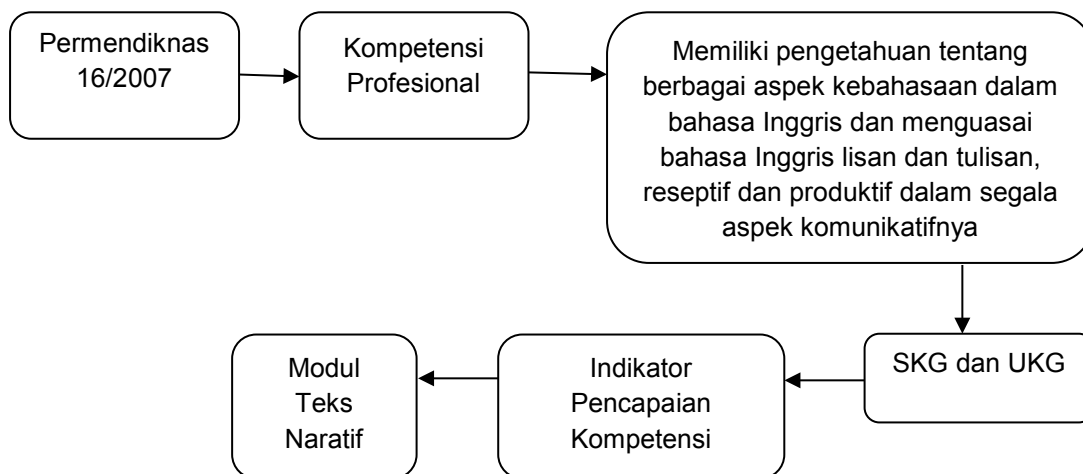 Permendiknas
16/2007
Kompetensi
Profesional
Memiliki pengetahuan tentang
berbagai aspek kebahasaan dalam
bahasa Inggris dan menguasai
bahasa Inggris lisan dan tulisan,
reseptif dan produktif dalam segala
aspek komunikatifnya
SKG dan UKG
Indikator
Pencapaian
Kompetensi
Modul
Teks
Naratif